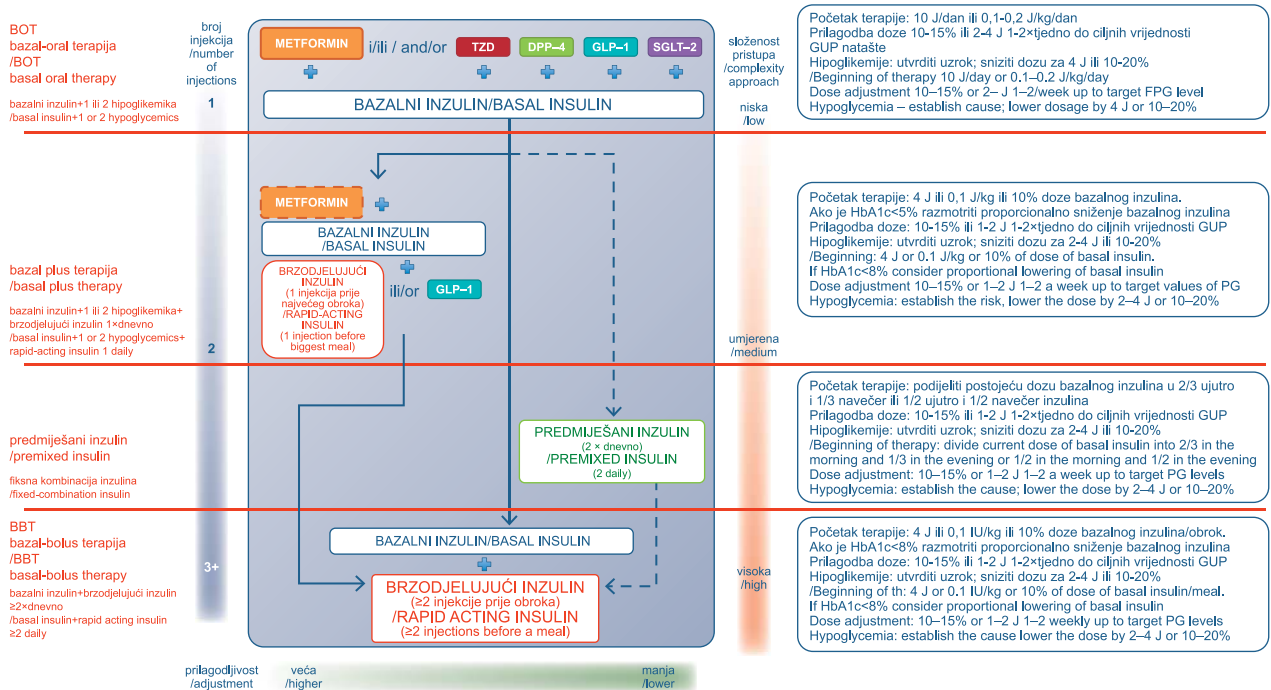 BOT
bazal-oral terapija
/BOT
basal oral therapy
bazalni inzulin+1 ili 2 hipoglikemika
/basal insulin+1 or 2 hypoglycemics
broj
injekcija
/number
of
injections
1
METFORMIN
i/ili / and/or
TZD
DPP–4
GLP–1
SGLT–2
BAZALNI INZULIN/BASAL INSULIN
složenost
pristupa
/complexity
approach
niska
/low
Početak terapije: 10 J/dan ili 0,1-0,2 J/kg/dan
Prilagodba doze 10-15% ili 2-4 J 1-2×tjedno do ciljnih vrijednosti
GUP natašte
Hipoglikemije: utvrditi uzrok; sniziti dozu za 4 J ili 10-20%
/Beginning of therapy 10 J/day or 0.1–0.2 J/kg/day
Dose adjustment 10–15% or 2– J 1–2/week up to target FPG level
Hypoglycemia – establish cause; lower dosage by 4 J or 10–20%
bazal plus terapija
/basal plus therapy
bazalni inzulin+1 ili 2 hipoglikemika+
brzodjelujući inzulin 1×dnevno
/basal insulin+1 or 2 hypoglycemics+
rapid-acting insulin 1 daily
2
METFORMIN
BAZALNI INZULIN
/BASAL INSULIN
BRZODJELUJUĆI
INZULIN
(1 injekcija prije
najvećeg obroka)
/RAPID-ACTING
INSULIN
(1 injection before
biggest meal)
ili/or
GLP–1
umjerena
/medium
Početak terapije: 4 J ili 0,1 J/kg ili 10% doze bazalnog inzulina.
Ako je HbA1c<5% razmotriti proporcionalno sniženje bazalnog inzulina
Prilagodba doze: 10-15% ili 1-2 J 1-2×tjedno do ciljnih vrijednosti GUP
Hipoglikemije: utvrditi uzrok; sniziti dozu za 2-4 J ili 10-20%
/Beginning: 4 J or 0.1 J/kg or 10% of dose of basal insulin.
If HbA1c<8% consider proportional lowering of basal insulin
Dose adjustment 10–15% or 1–2 J 1–2 a week up to target values of PG
Hypoglycemia: establish the risk, lower the dose by 2–4 J or 10–20%
predmiješani inzulin
/premixed insulin
fiksna kombinacija inzulina
/fixed-combination insulin
PREDMIJEŠANI INZULIN
(2 × dnevno)
/PREMIXED INSULIN
(2 daily)
Početak terapije: podijeliti postojeću dozu bazalnog inzulina u 2/3 ujutro
i 1/3 navečer ili 1/2 ujutro i 1/2 navečer inzulina
Prilagodba doze: 10-15% ili 1-2 J 1-2×tjedno do ciljnih vrijednosti GUP
Hipoglikemije: utvrditi uzrok; sniziti dozu za 2-4 J ili 10-20%
/Beginning of therapy: divide current dose of basal insulin into 2/3 in the
morning and 1/3 in the evening or 1/2 in the morning and 1/2 in the evening
Dose adjustment: 10–15% or 1–2 J 1–2 a week up to target PG levels
Hypoglycemia: establish the cause; lower the dose by 2–4 J or 10–20%
BBT
bazal-bolus terapija
/BBT
basal-bolus therapy
bazalni inzulin+brzodjelujući inzulin
≥2×dnevno
/basal insulin+rapid acting insulin
≥2 daily
3+
BAZALNI INZULIN/BASAL INSULIN
BRZODJELUJUĆI INZULIN
(≥2 injekcije prije obroka)
/RAPID ACTING INSULIN
(≥2 injections before a meal)
visoka
/high
Početak terapije: 4 J ili 0,1 IU/kg ili 10% doze bazalnog inzulina/obrok.
Ako je HbA1c<8% razmotriti proporcionalno sniženje bazalnog inzulina
Prilagodba doze: 10-15% ili 1-2 J 1-2×tjedno do ciljnih vrijednosti GUP
Hipoglikemije: utvrditi uzrok; sniziti dozu za 2-4 J ili 10-20%
/Beginning of th: 4 J or 0.1 IU/kg or 10% of dose of basal insulin/meal.
If HbA1c<8% consider proportional lowering of basal insulin
Dose adjustment: 10–15% or 1–2 J 1–2 weekly up to target PG levels
Hypoglycemia: establish the cause lower the dose by 2–4 J or 10–20%
prilagodljivost
/adjustment
veća
/higher
manja
/lower